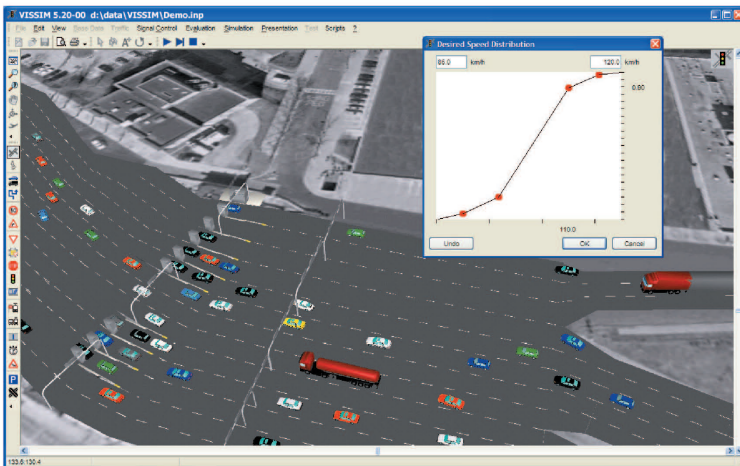 VISSIM 5.20-00 d:\data\VISSIM\Demo.inp
File Edit View Base Data Traffic Signal Control Evaluation Simulation Presentation Test Scripts ?
Desired Speed Distribution
88.0 km/h 120.0 km/h
0.90
110.0
Undo OK Cancel
133.6:130.4